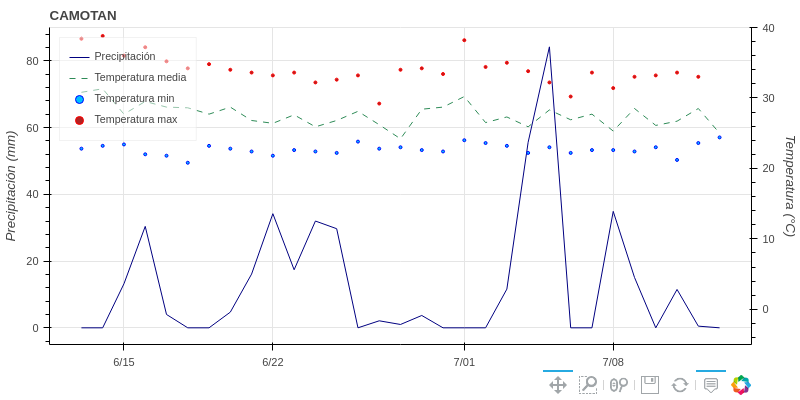 CAMOTAN
Precipitación
Temperatura media
Temperatura min
Temperatura max
Precipitación (mm)
80
60
40
20
0
Temperatura (°C)
40
30
20
10
0
6/15
6/22
7/01
7/08